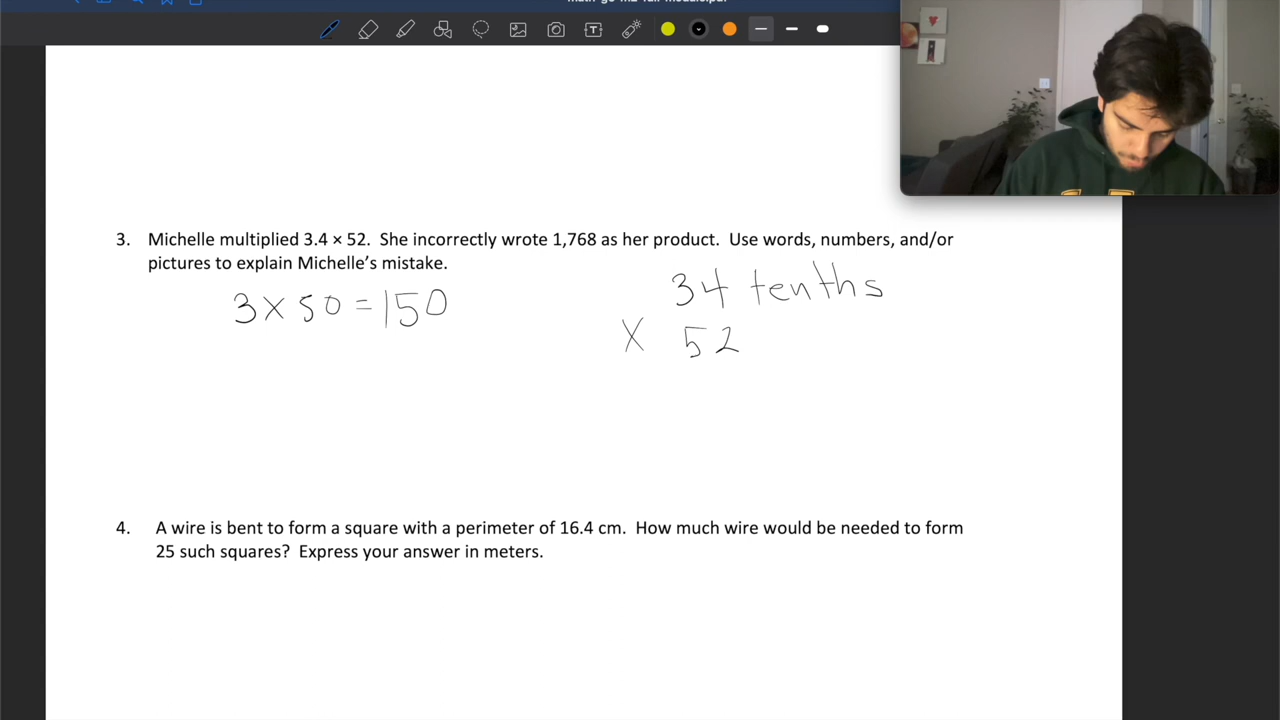 3. Michelle multiplied 3.4 × 52. She incorrectly wrote 1,768 as her product. Use words, numbers, and/or
pictures to explain Michelle's mistake.
3 X 50 = 150
34 tenths
X 52
4. A wire is bent to form a square with a perimeter of 16.4 cm. How much wire would be needed to form
25 such squares? Express your answer in meters.